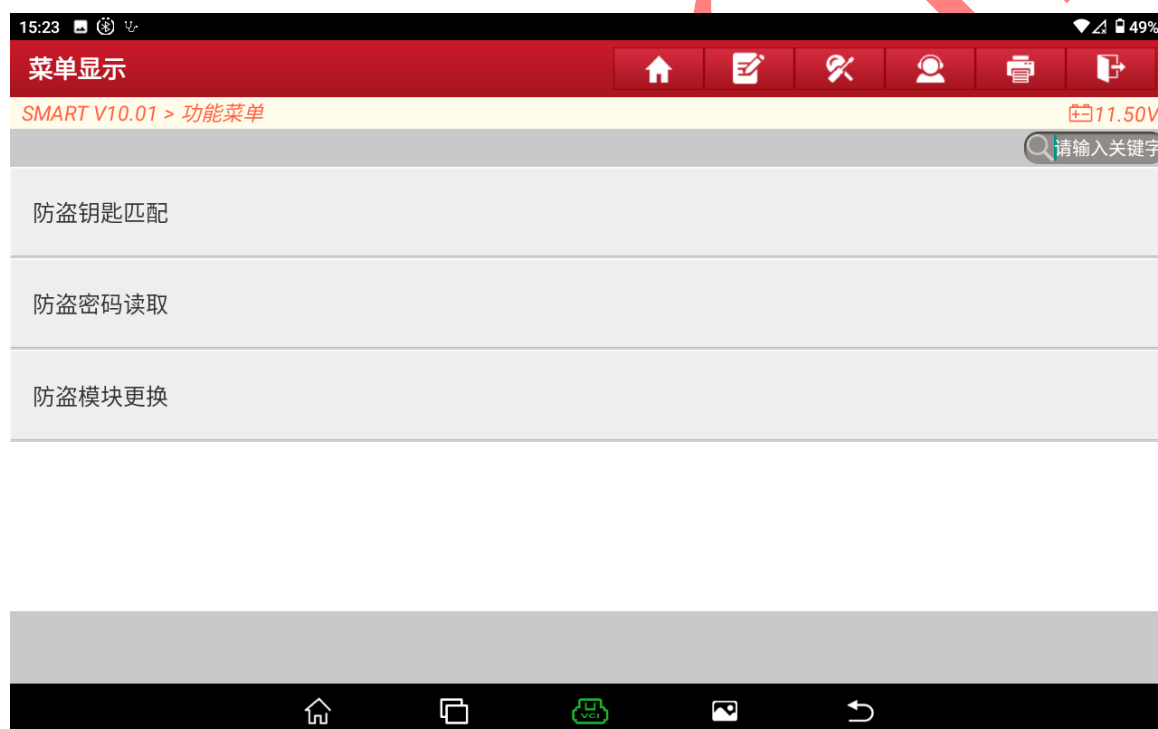 15:23
49%
菜单显示
SMART V10.01 > 功能菜单
11.50V
请输入关键字
防盗钥匙匹配
防盗密码读取
防盗模块更换
VCI